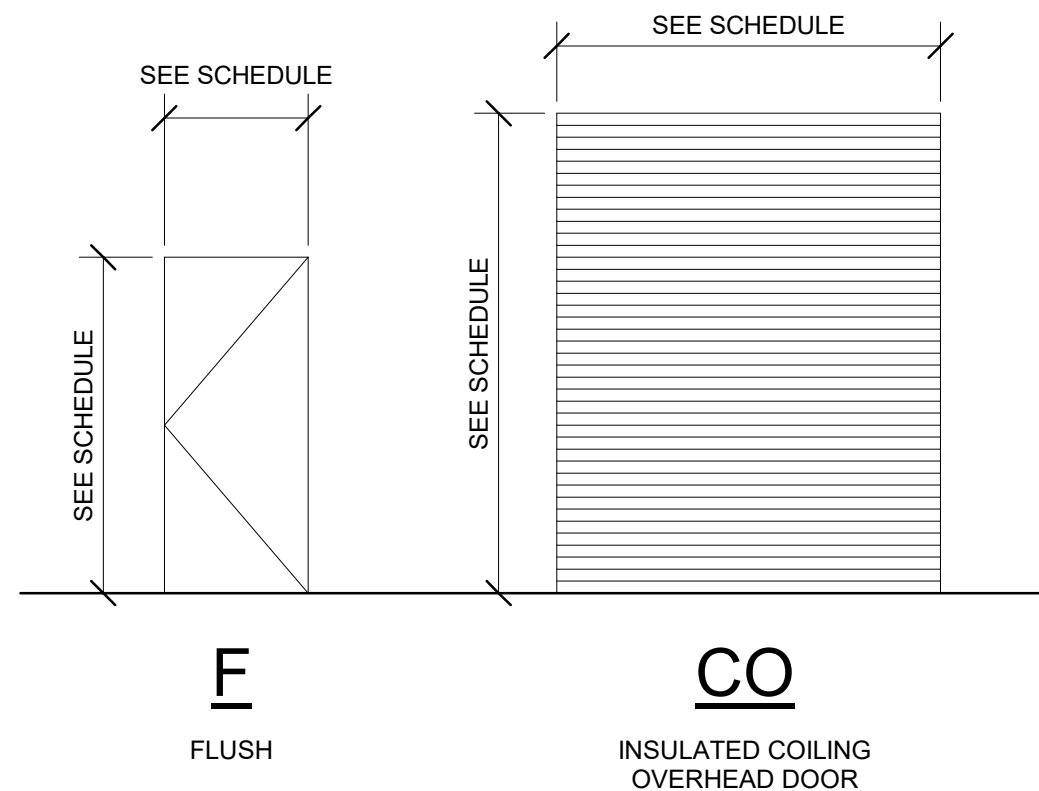 SEE SCHEDULE
SEE SCHEDULE
SEE SCHEDULE
SEE SCHEDULE
F
FLUSH
CO
INSULATED COILING
OVERHEAD DOOR